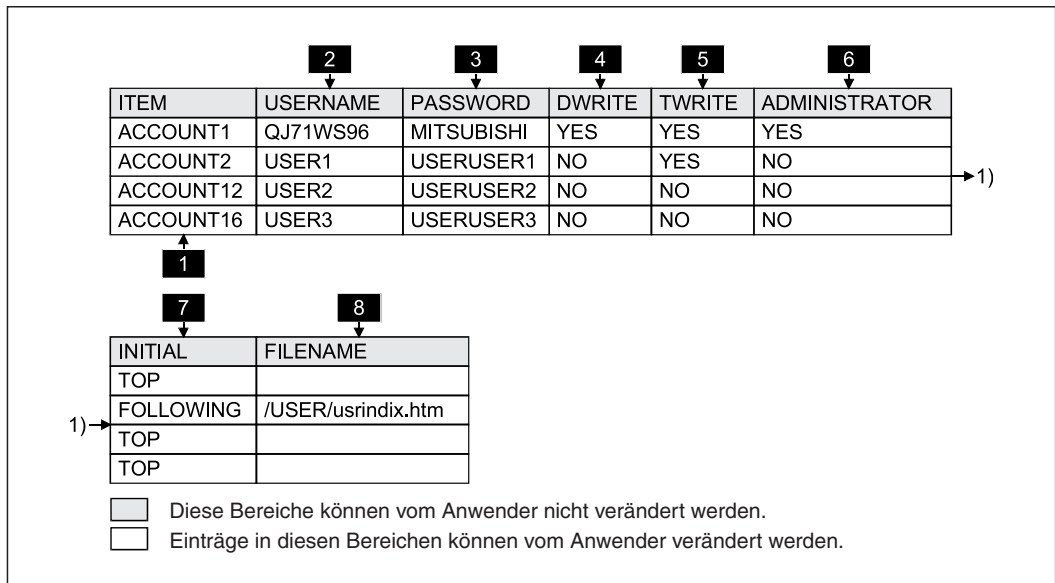 2 3 4 5 6
ITEM USERNAME PASSWORD DWRITE TWRITE ADMINISTRATOR
ACCOUNT1 QJ71WS96 MITSUBISHI YES YES YES
ACCOUNT2 USER1 USERUSER1 NO YES NO
1)
ACCOUNT12 USER2 USERUSER2 NO NO NO
ACCOUNT16 USER3 USERUSER3 NO NO NO
1
7 8
INITIAL FILENAME
TOP
FOLLOWING /USER/usrindix.htm
1)
TOP
TOP
Diese Bereiche können vom Anwender nicht verändert werden.
Einträge in diesen Bereichen können vom Anwender verändert werden.